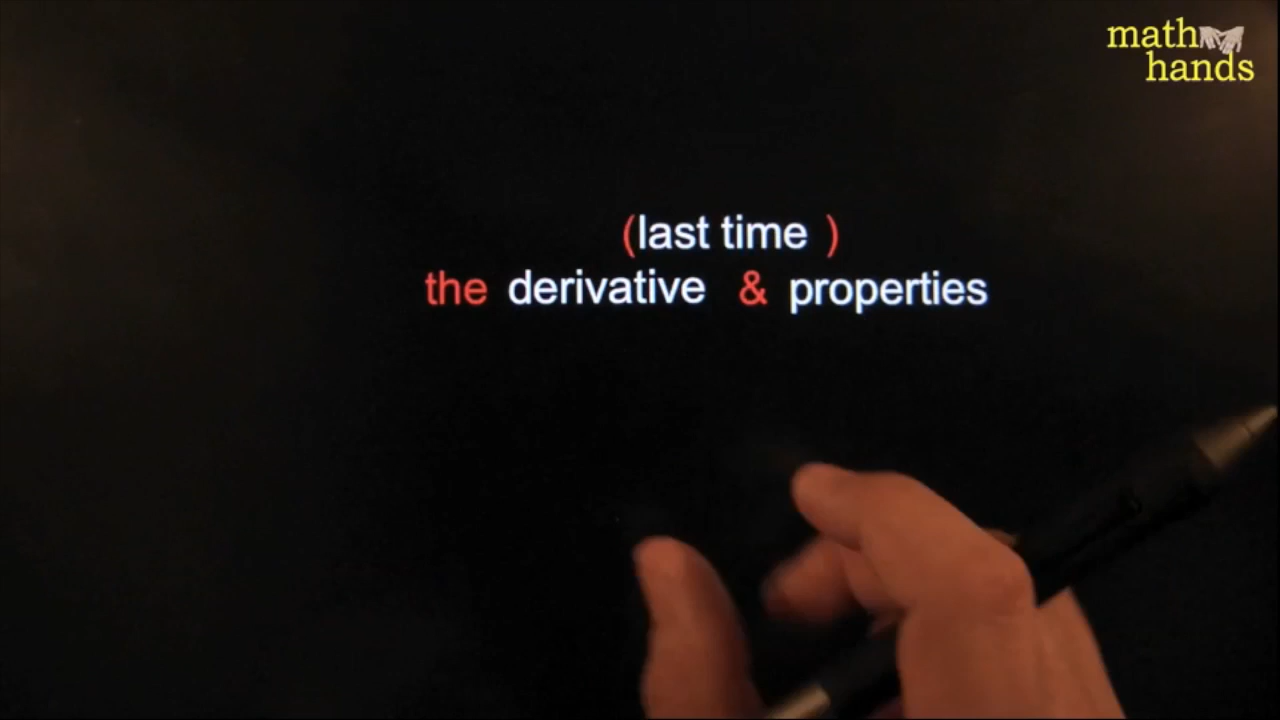 math
hands
(last time )
the derivative & properties